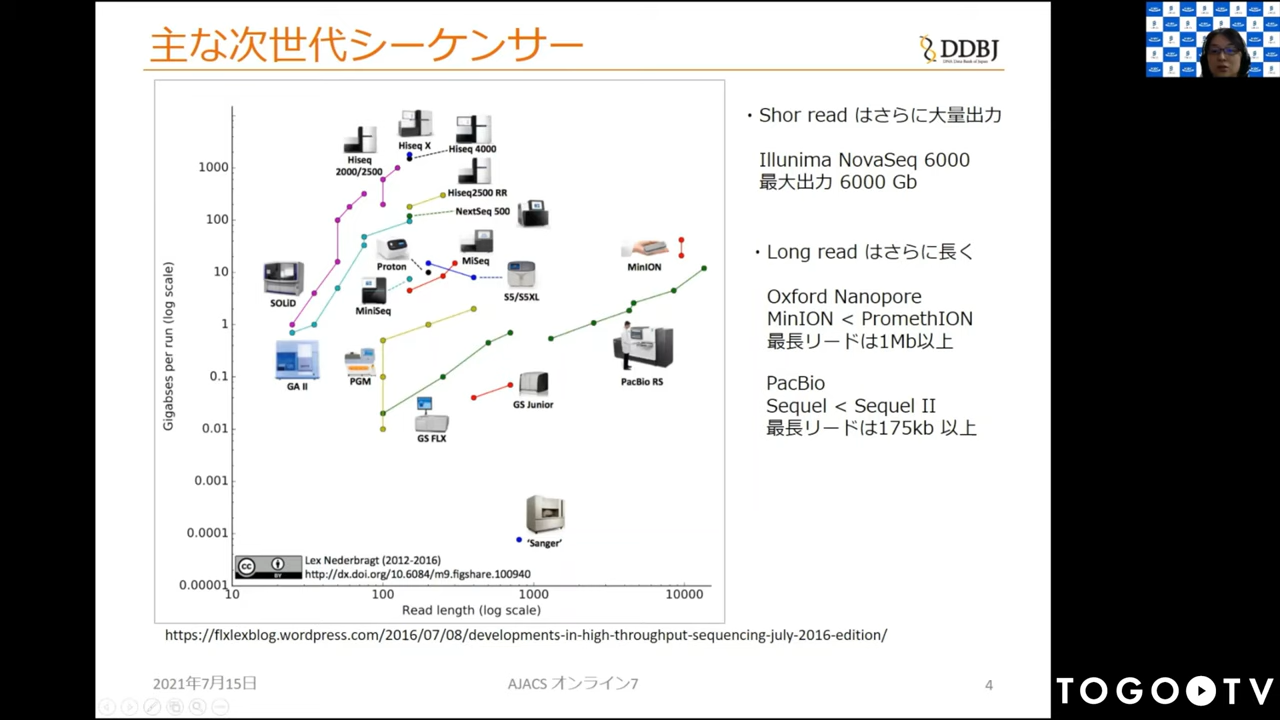 主な次世代シーケンサー
DDBJ
DNA Data Bank of Japan
・Shor read はさらに大量出力
Illunima NovaSeq 6000
最大出力 6000 Gb
・Long read はさらに長く
Oxford Nanopore
MinION < PromethION
最長リードは1Mb以上
PacBio
Sequel < Sequel II
最長リードは175kb 以上
Gigabses per run (log scale)
1000
100
10
1
0.1
0.01
0.001
0.0001
0.00001
Hiseq
2000/2500
Hiseq X
Hiseq 4000
Hiseq2500 RR
NextSeq 500
Proton
MiSeq
MinION
SOLiD
MiniSeq
S5/S5XL
GA II
PGM
PacBio RS
GS Junior
GS FLX
'Sanger'
cc
BY
Lex Nederbragt (2012-2016)
http://dx.doi.org/10.6084/m9.figshare.100940
10
100
1000
10000
Read length (log scale)
https://flxlexblog.wordpress.com/2016/07/08/developments-in-high-throughput-sequencing-july-2016-edition/
2021年7月15日
AJACS オンライン7
4
TOGO TV